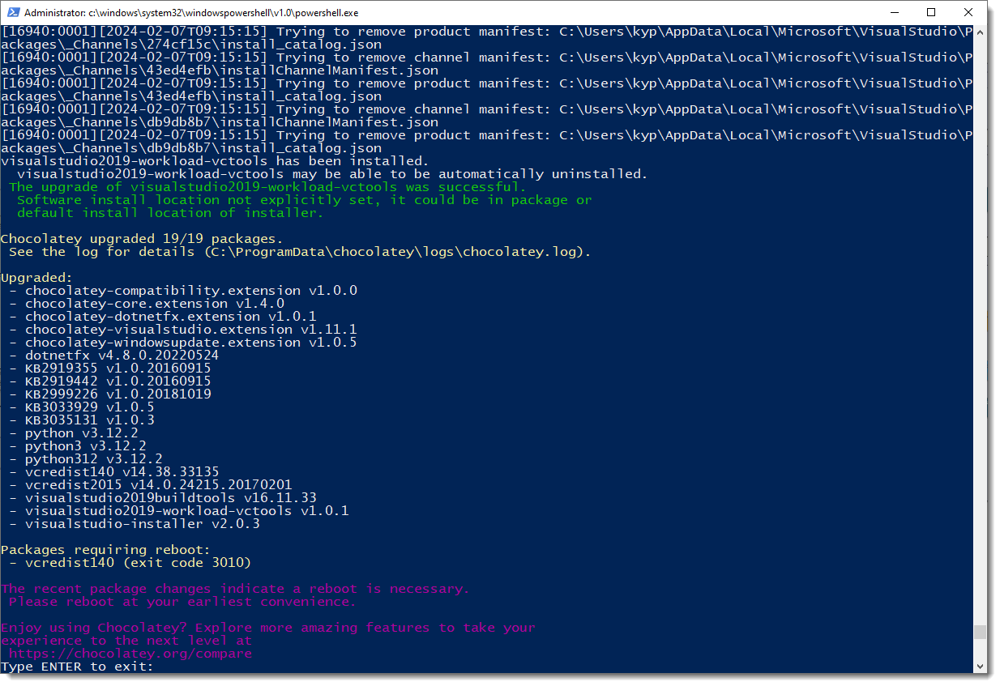 Administrator: c:\windows\system32\windowspowershell\v1.0\powershell.exe
[16940:0001][2024-02-07T09:15:15] Trying to remove product manifest: C:\Users\kyp\AppData\Local\Microsoft\VisualStudio\P
ackages\_Channels\274cf15c\install_catalog.json
[16940:0001][2024-02-07T09:15:15] Trying to remove channel manifest: C:\Users\kyp\AppData\Local\Microsoft\VisualStudio\P
ackages\_Channels\43ed4efb\installChannelManifest.json
[16940:0001][2024-02-07T09:15:15] Trying to remove product manifest: C:\Users\kyp\AppData\Local\Microsoft\VisualStudio\P
ackages\_Channels\43ed4efb\install_catalog.json
[16940:0001][2024-02-07T09:15:15] Trying to remove channel manifest: C:\Users\kyp\AppData\Local\Microsoft\VisualStudio\P
ackages\_Channels\db9db8b7\installChannelManifest.json
[16940:0001][2024-02-07T09:15:15] Trying to remove product manifest: C:\Users\kyp\AppData\Local\Microsoft\VisualStudio\P
ackages\_Channels\db9db8b7\install_catalog.json
visualstudio2019-workload-vctools has been installed.
  visualstudio2019-workload-vctools may be able to be automatically uninstalled.
 The upgrade of visualstudio2019-workload-vctools was successful.
  Software install location not explicitly set, it could be in package or
  default install location of installer.

Chocolatey upgraded 19/19 packages.
 See the log for details (C:\ProgramData\chocolatey\logs\chocolatey.log).

Upgraded:
 - chocolatey-compatibility.extension v1.0.0
 - chocolatey-core.extension v1.4.0
 - chocolatey-dotnetfx.extension v1.0.1
 - chocolatey-visualstudio.extension v1.11.1
 - chocolatey-windowsupdate.extension v1.0.5
 - dotnetfx v4.8.0.20220524
 - KB2919355 v1.0.20160915
 - KB2919442 v1.0.20160915
 - KB2999226 v1.0.20181019
 - KB3033929 v1.0.5
 - KB3035131 v1.0.3
 - python v3.12.2
 - python3 v3.12.2
 - python312 v3.12.2
 - vcredist140 v14.38.33135
 - vcredist2015 v14.0.24215.20170201
 - visualstudio2019buildtools v16.11.33
 - visualstudio2019-workload-vctools v1.0.1
 - visualstudio-installer v2.0.3

Packages requiring reboot:
 - vcredist140 (exit code 3010)

The recent package changes indicate a reboot is necessary.
 Please reboot at your earliest convenience.

Enjoy using Chocolatey? Explore more amazing features to take your
experience to the next level at
 https://chocolatey.org/compare
Type ENTER to exit: